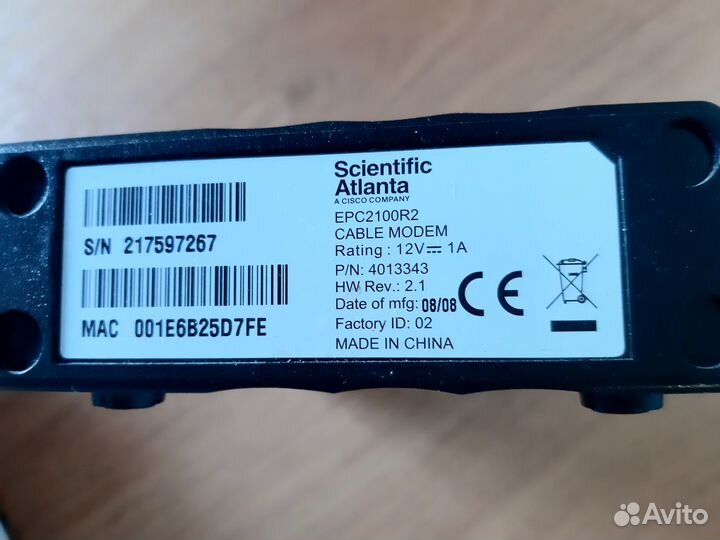 S/N 217597267
MAC 001E6B25D7FE
Scientific
Atlanta
A CISCO COMPANY
EPC2100R2
CABLE MODEM
Rating : 12V⎓ 1A
P/N: 4013343
HW Rev.: 2.1
Date of mfg: 08/08
Factory ID: 02
MADE IN CHINA
CE
Avito